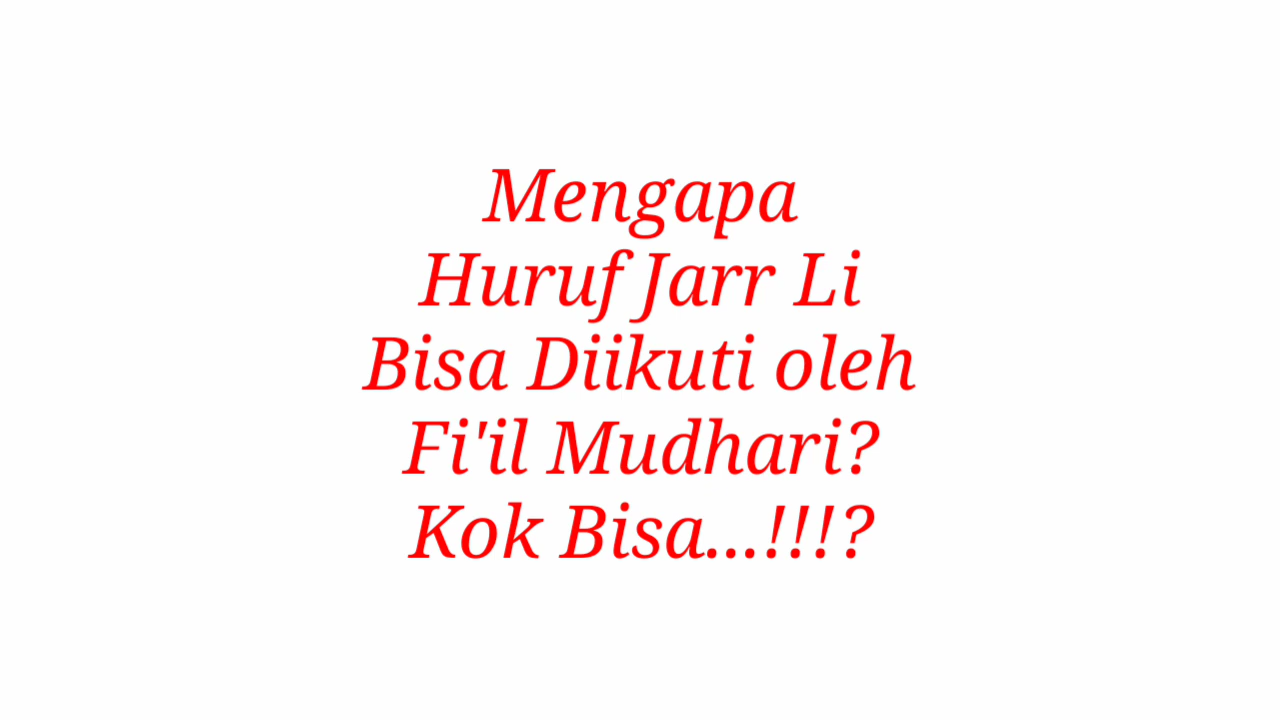 Mengapa
Huruf Jarr Li
Bisa Diikuti oleh
Fi'il Mudhari?
Kok Bisa...!!!?